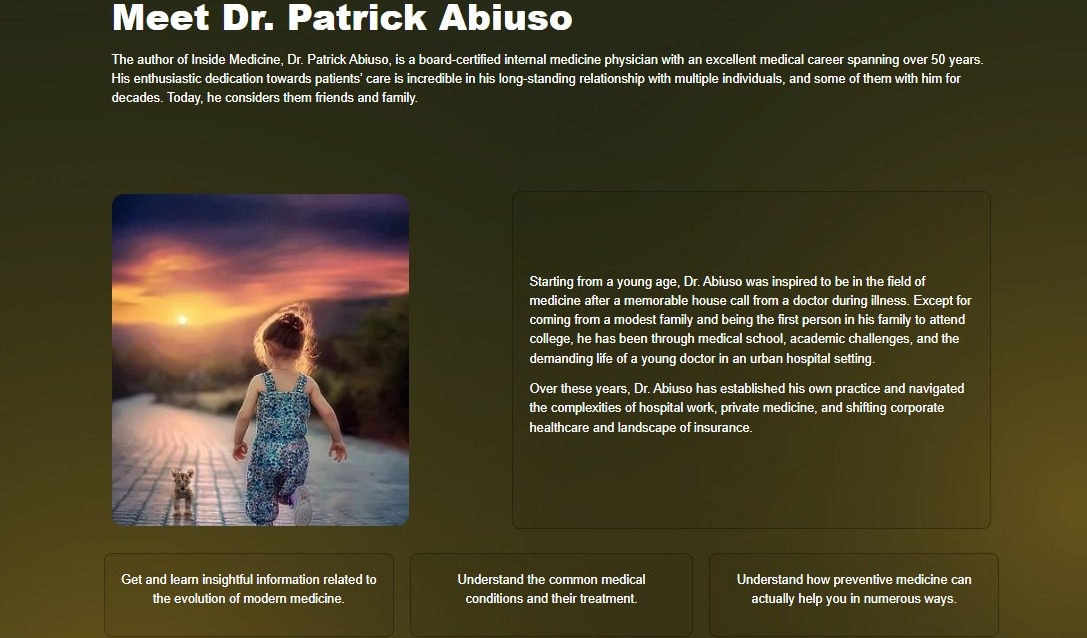 Meet Dr. Patrick Abiuso
The author of Inside Medicine, Dr. Patrick Abiuso, is a board-certified internal medicine physician with an excellent medical career spanning over 50 years.
His enthusiastic dedication towards patients' care is incredible in his long-standing relationship with multiple individuals, and some of them with him for
decades. Today, he considers them friends and family.
Starting from a young age, Dr. Abiuso was inspired to be in the field of
medicine after a memorable house call from a doctor during illness. Except for
coming from a modest family and being the first person in his family to attend
college, he has been through medical school, academic challenges, and the
demanding life of a young doctor in an urban hospital setting.
Over these years, Dr. Abiuso has established his own practice and navigated
the complexities of hospital work, private medicine, and shifting corporate
healthcare and landscape of insurance.
Get and learn insightful information related to
the evolution of modern medicine.
Understand the common medical
conditions and their treatment.
Understand how preventive medicine can
actually help you in numerous ways.